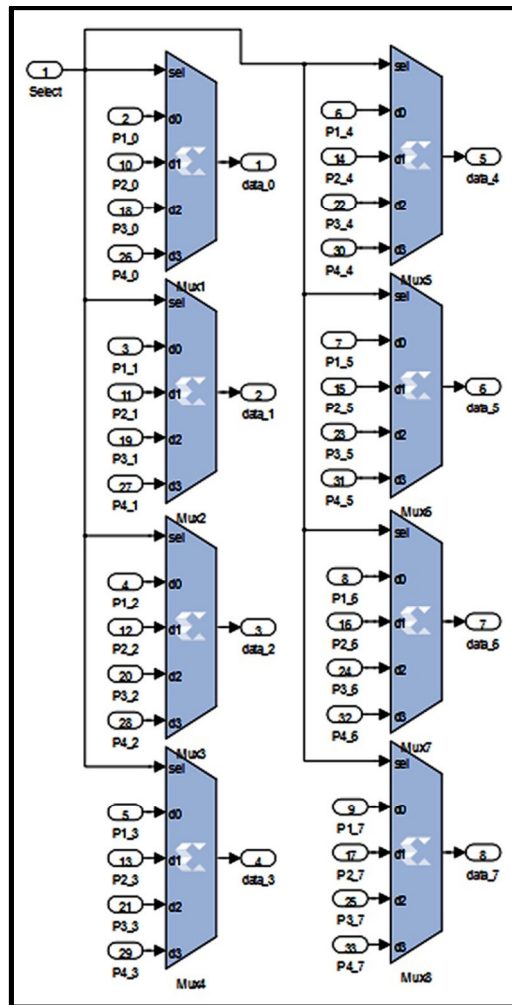 1
Select
sel
2
P1_0
d0
10
P2_0
d1
18
P3_0
d2
26
P4_0
d3
1
data_0
Mux1
sel
3
P1_1
d0
11
P2_1
d1
19
P3_1
d2
27
P4_1
d3
2
data_1
Mux2
sel
4
P1_2
d0
12
P2_2
d1
20
P3_2
d2
28
P4_2
d3
3
data_2
Mux3
sel
5
P1_3
d0
13
P2_3
d1
21
P3_3
d2
29
P4_3
d3
4
data_3
Mux4
sel
6
P1_4
d0
14
P2_4
d1
22
P3_4
d2
30
P4_4
d3
5
data_4
Mux5
sel
7
P1_5
d0
15
P2_5
d1
23
P3_5
d2
31
P4_5
d3
6
data_5
Mux6
sel
8
P1_6
d0
16
P2_6
d1
24
P3_6
d2
32
P4_6
d3
7
data_6
Mux7
sel
9
P1_7
d0
17
P2_7
d1
25
P3_7
d2
33
P4_7
d3
8
data_7
Mux8